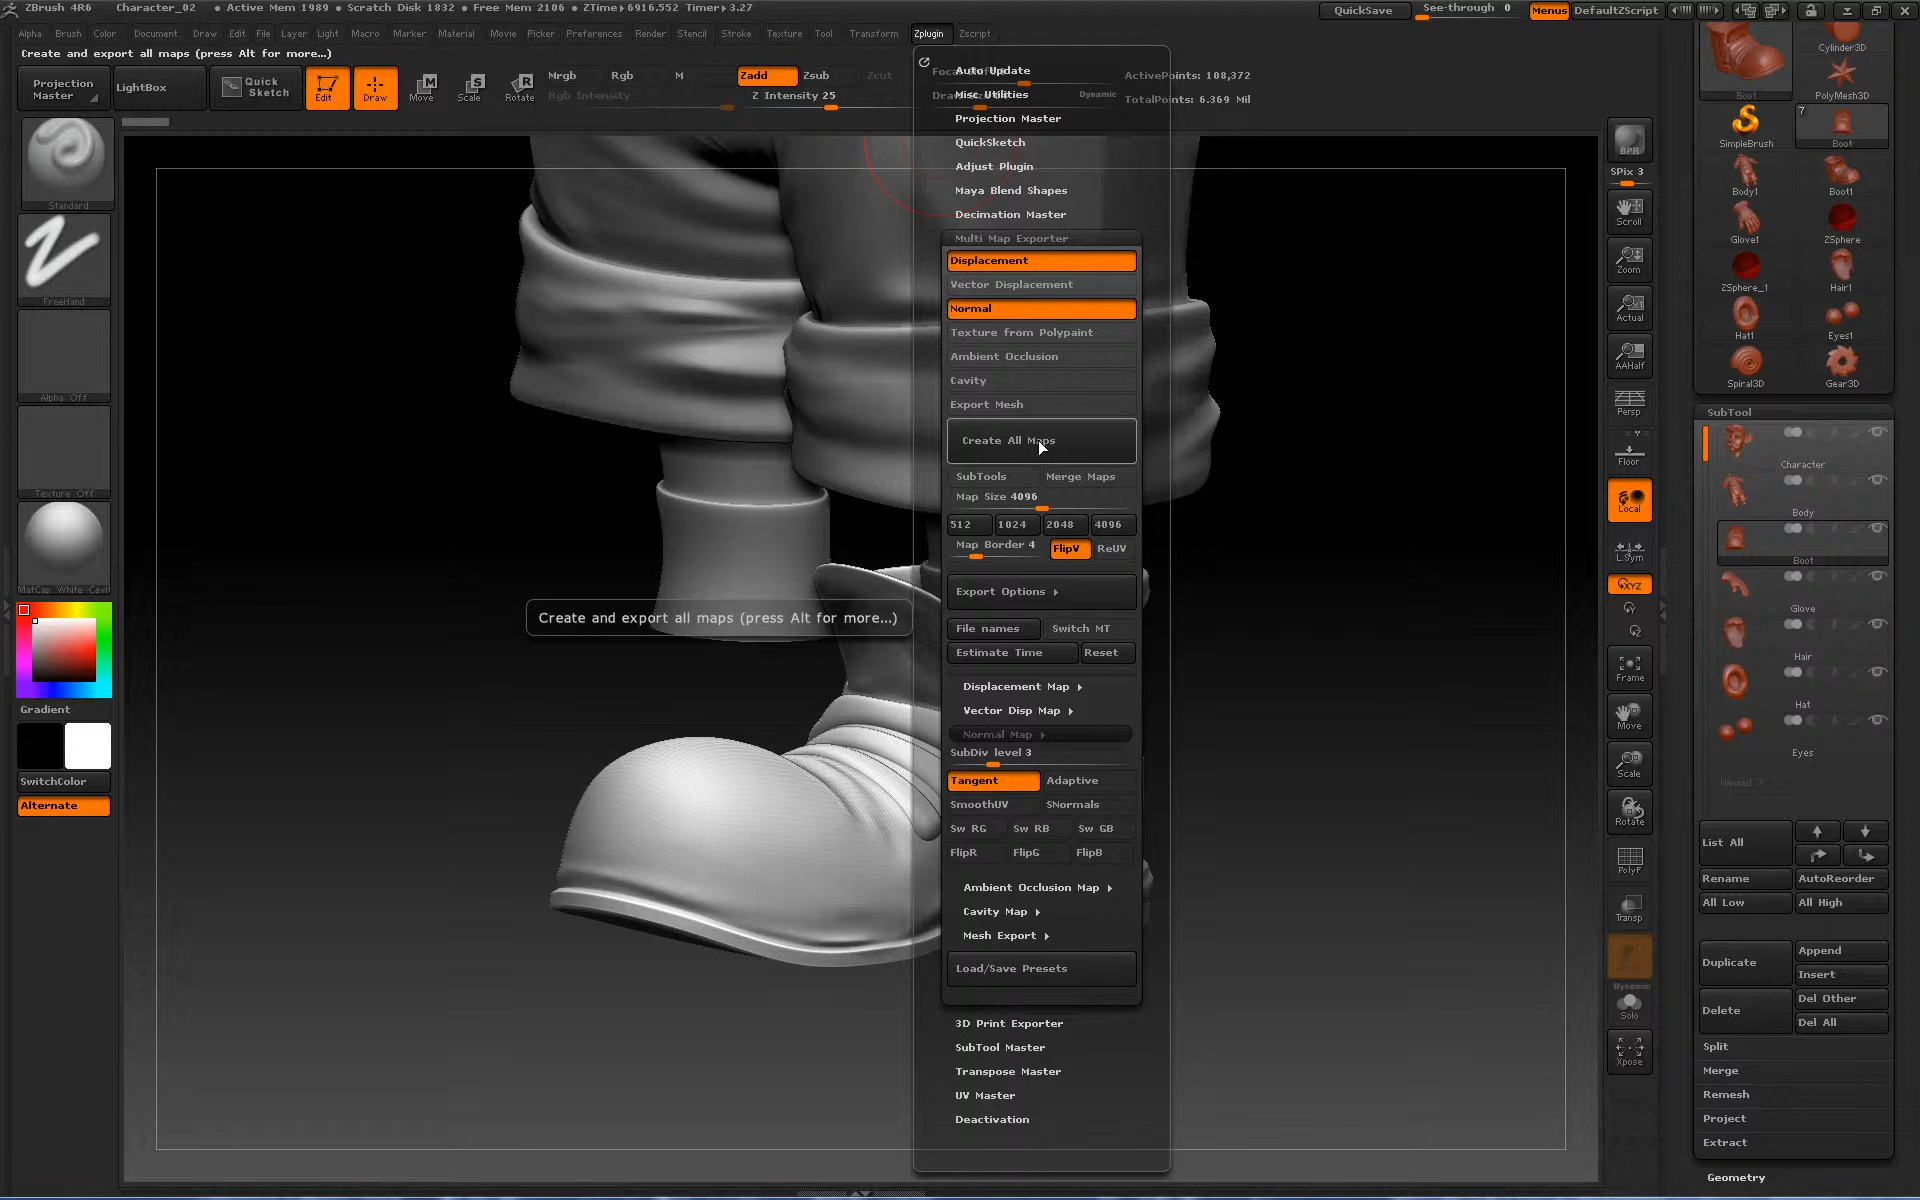 ZBrush 4R6 Character_02 • Active Mem 1989 • Scratch Disk 1832 • Free Mem 2106 • ZTime▸6916.552 Timer▸3.27 QuickSave See-through 0 Menus DefaultZScript
Alpha Brush Color Document Draw Edit File Layer Light Macro Marker Material Movie Picker Preferences Render Stencil Stroke Texture Tool Transform Zplugin Zscript
Create and export all maps (press Alt for more...)
Projection Master
LightBox
Quick Sketch
Edit
Draw
Move
Scale
Rotate
Mrgb Rgb M
Rgb Intensity
Zadd Zsub Zcut
Z Intensity 25
Dynamic
ActivePoints: 108,372
TotalPoints: 6.369 Mil
Auto Update
Misc Utilities
Projection Master
QuickSketch
Adjust Plugin
Maya Blend Shapes
Decimation Master
Multi Map Exporter
Displacement
Vector Displacement
Normal
Texture from Polypaint
Ambient Occlusion
Cavity
Export Mesh
Create All Maps
SubTools Merge Maps
Map Size 4096
512 1024 2048 4096
Map Border 4 FlipV ReUV
Export Options
File names Switch MT
Estimate Time Reset
Displacement Map
Vector Disp Map
Normal Map
SubDiv level 3
Tangent Adaptive
SmoothUV SNormals
Sw RG Sw RB Sw GB
FlipR FlipG FlipB
Ambient Occlusion Map
Cavity Map
Mesh Export
Load/Save Presets
3D Print Exporter
SubTool Master
Transpose Master
UV Master
Deactivation
Standard
FreeHand
Alpha Off
Texture Off
MatCap White Cavi
Gradient
SwitchColor
Alternate
Create and export all maps (press Alt for more...)
BPR
SPix 3
Scroll
Zoom
Actual
AAHalf
Persp
Floor
Local
L.Sym
XYZ
Frame
Move
Scale
Rotate
PolyF
Transp
Dynamic
Solo
Xpose
Cylinder3D
Boot PolyMesh3D
7
SimpleBrush Boot
Body1 Boot1
Glove1 ZSphere
ZSphere_1 Hair1
Hat1 Eyes1
Spiral3D Gear3D
SubTool
Character
Body
Boot
Glove
Hair
Hat
Eyes
List All
Rename AutoReorder
All Low All High
Duplicate Append
Insert
Delete Del Other
Del All
Split
Merge
Remesh
Project
Extract
Geometry